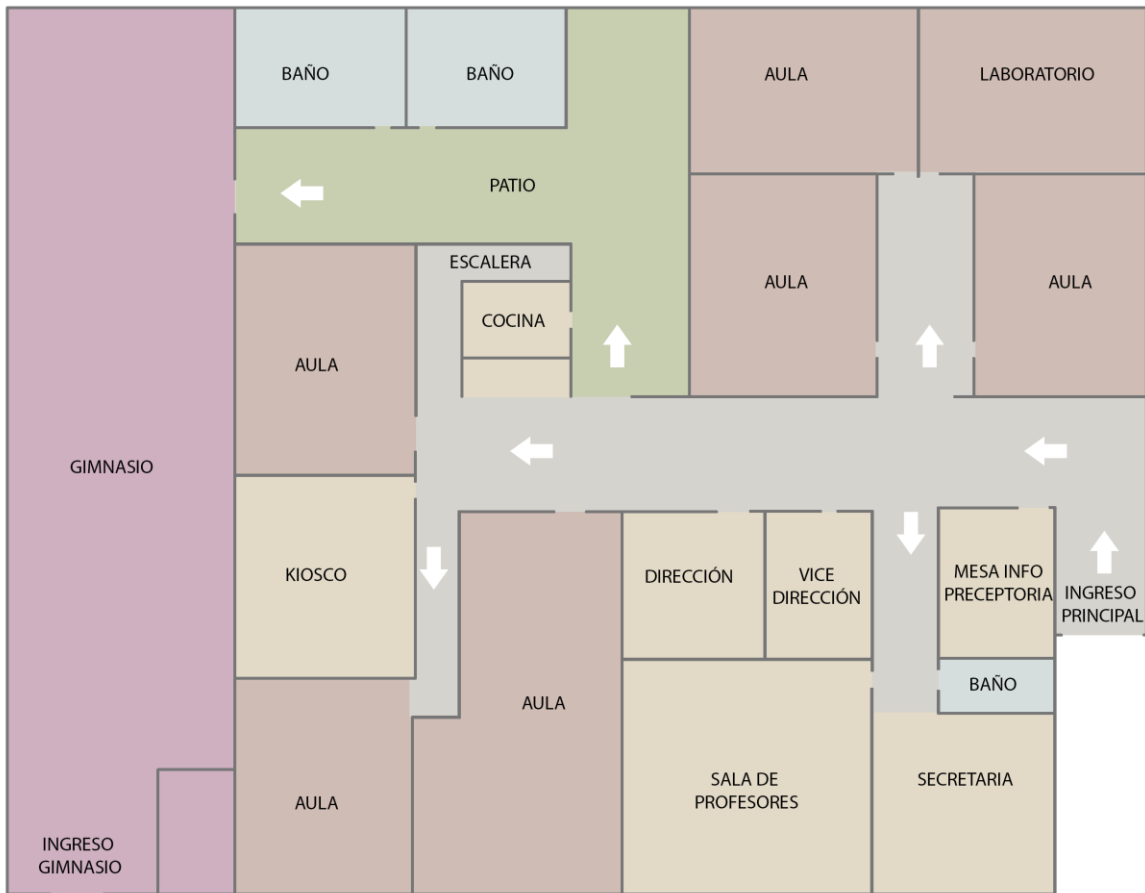 BAÑO
BAÑO
AULA
LABORATORIO
PATIO
ESCALERA
COCINA
AULA
AULA
AULA
GIMNASIO
KIOSCO
DIRECCIÓN
VICE
DIRECCIÓN
MESA INFO
PRECEPTORIA
INGRESO
PRINCIPAL
BAÑO
AULA
SALA DE
PROFESORES
SECRETARIA
AULA
INGRESO
GIMNASIO